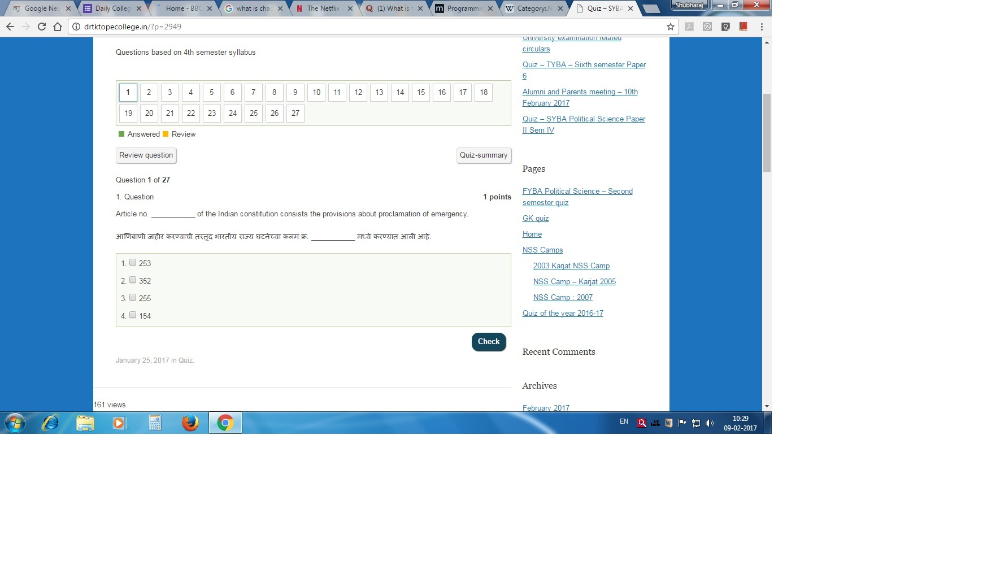 Google Nev
Daily Colleg
Home - BBC
what is chac
The Netflix
(1) What is
Programmin
Category:.N
Quiz – SYBA
Shubharaj
drtktopecollege.in/?p=2949
Questions based on 4th semester syllabus
1 2 3 4 5 6 7 8 9 10 11 12 13 14 15 16 17 18
19 20 21 22 23 24 25 26 27
Answered Review
Review question
Quiz-summary
Question 1 of 27
1. Question
1 points
Article no. ___________ of the Indian constitution consists the provisions about proclamation of emergency.
आणिबाणी जाहीर करण्याची तरतूद भारतीय राज्य घटनेच्या कलम क्र. ___________ मध्ये करण्यात आली आहे.
1. 253
2. 352
3. 255
4. 154
Check
January 25, 2017 in Quiz.
161 views.
University examination related
circulars
Quiz – TYBA – Sixth semester Paper
6
Alumni and Parents meeting – 10th
February 2017
Quiz – SYBA Political Science Paper
II Sem IV
Pages
FYBA Political Science – Second
semester quiz
GK quiz
Home
NSS Camps
2003 Karjat NSS Camp
NSS Camp – Karjat 2005
NSS Camp : 2007
Quiz of the year 2016-17
Recent Comments
Archives
February 2017
EN
10:29
09-02-2017